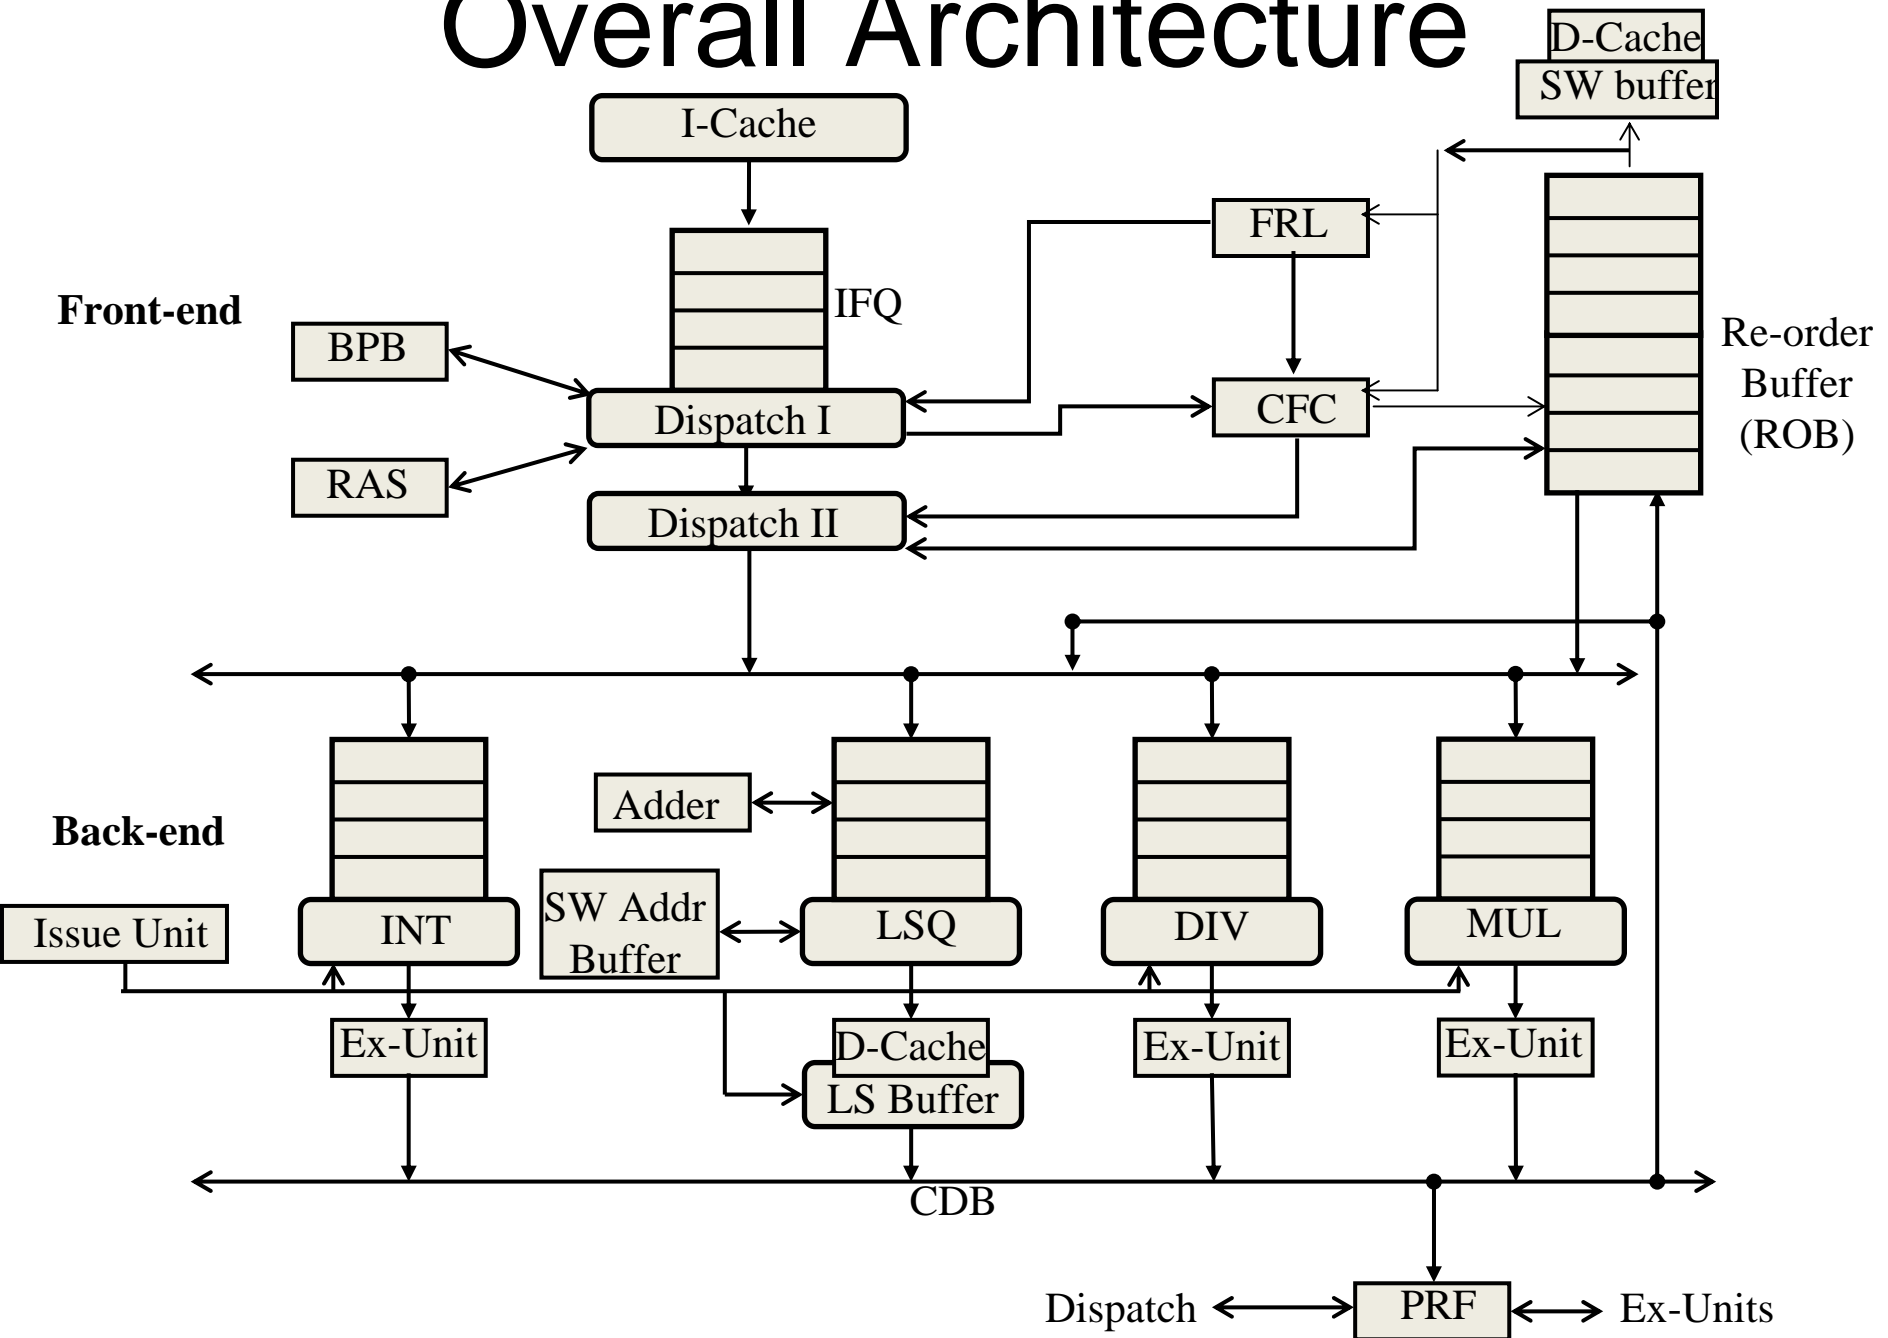 Overall Architecture
D-Cache
SW buffer
I-Cache
FRL
Front-end
IFQ
BPB
Re-order
Buffer
(ROB)
Dispatch I
CFC
RAS
Dispatch II
Adder
Back-end
SW Addr
Buffer
Issue Unit
INT
LSQ
DIV
MUL
Ex-Unit
D-Cache
LS Buffer
Ex-Unit
Ex-Unit
CDB
Dispatch
PRF
Ex-Units